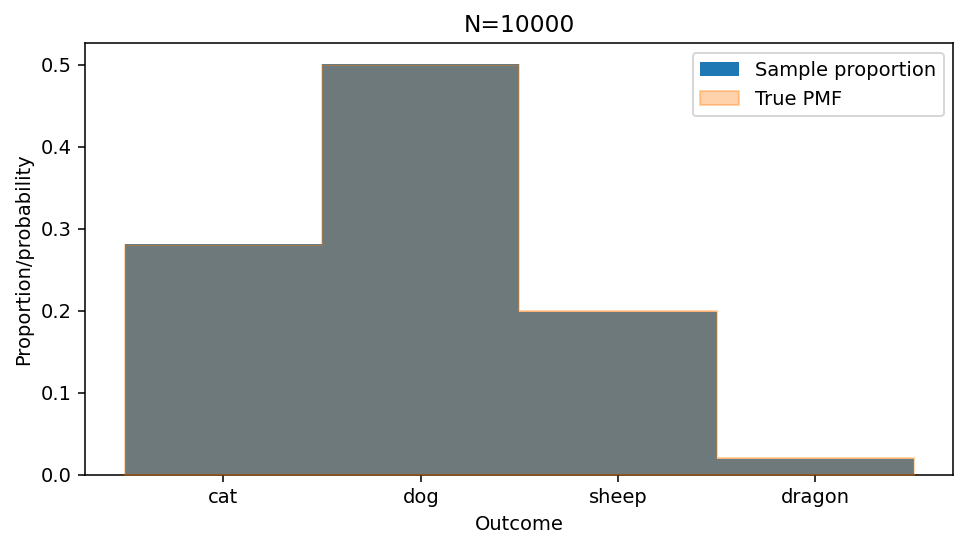 N=10000
Sample proportion
True PMF
Proportion/probability
0.5
0.4
0.3
0.2
0.1
0.0
cat
dog
sheep
dragon
Outcome